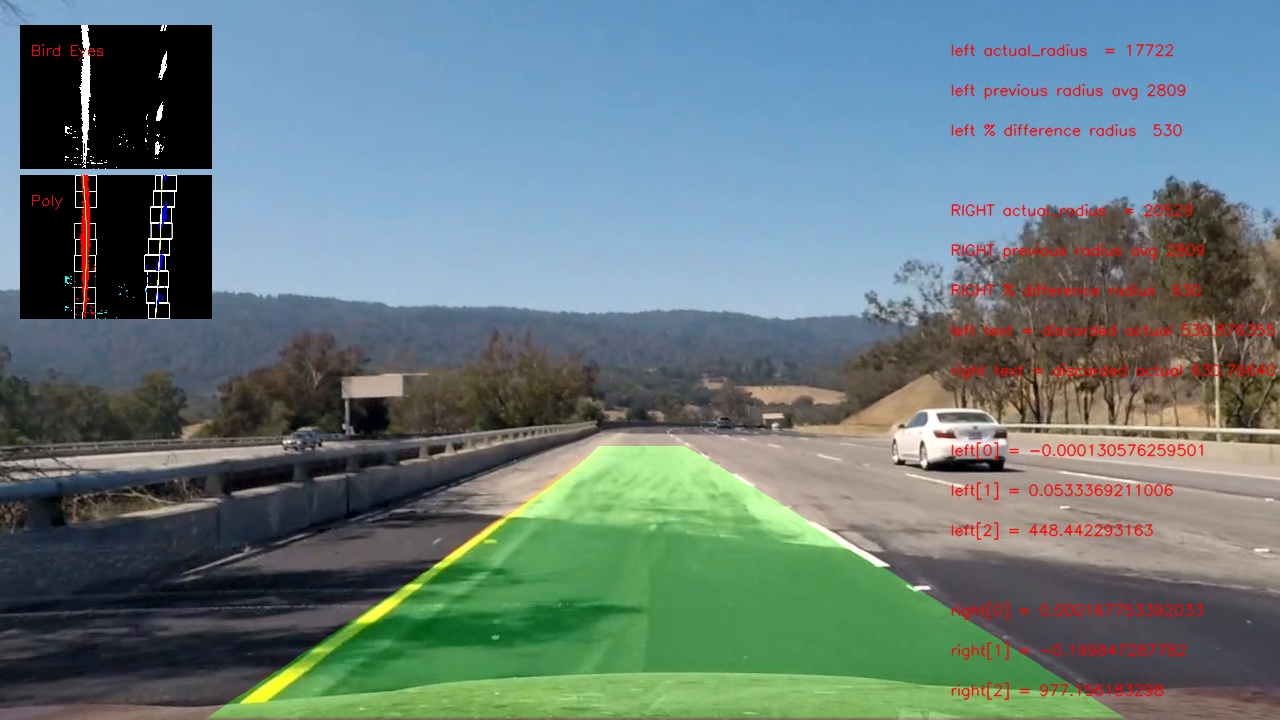 Bird Eyes
Poly
left actual_radius = 17722
left previous radius avg 2809
left % difference radius 530
RIGHT actual_radius = 20529
RIGHT previous radius avg 2809
RIGHT % difference radius 630
left text = discarded actual 530.876355
right text = discarded actual 630.76640
left[0] = -0.000130576259501
left[1] = 0.0533369211006
left[2] = 448.442293163
right[0] = 0.000167753392033
right[1] = -0.199847287782
right[2] = 977.156183298